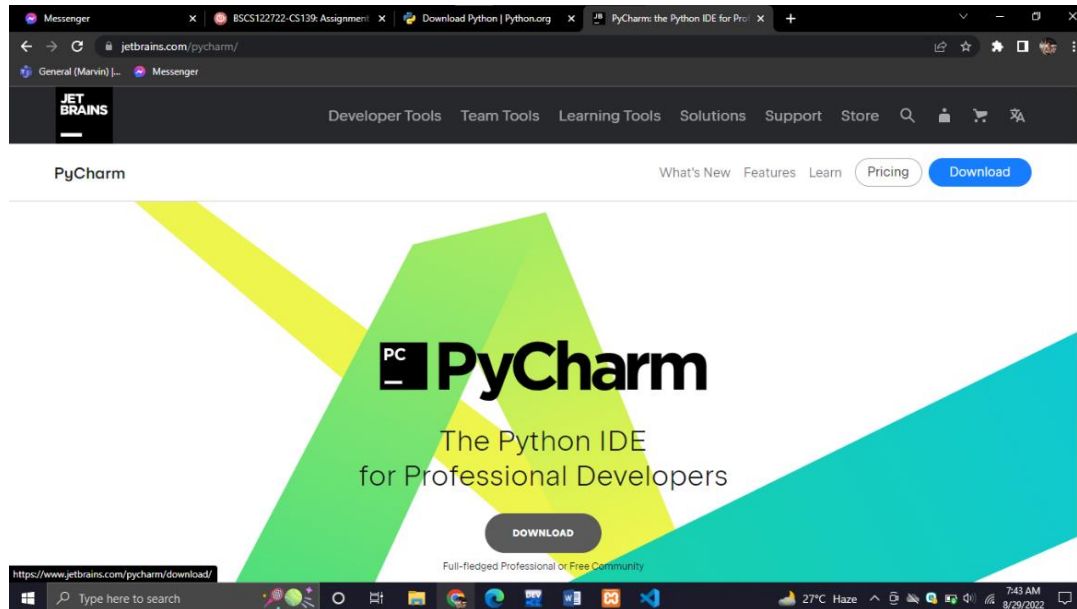 Messenger
BSCS122722-CS139: Assignment
Download Python | Python.org
PyCharm: the Python IDE for Prof
jetbrains.com/pycharm/
General (Marvin) |...
Messenger
JET
BRAINS
Developer Tools Team Tools Learning Tools Solutions Support Store
PyCharm
What's New Features Learn Pricing Download
PC
PyCharm
The Python IDE
for Professional Developers
DOWNLOAD
Full-fledged Professional or Free Community
https://www.jetbrains.com/pycharm/download/
Type here to search
27°C Haze
7:43 AM
8/29/2022